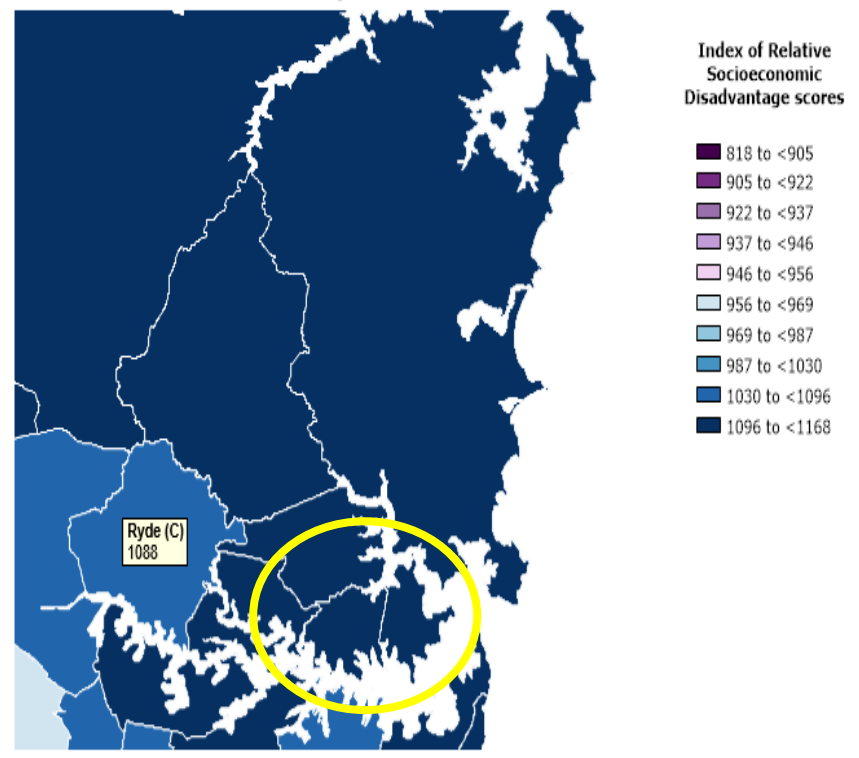 Index of Relative
Socioeconomic
Disadvantage scores
818 to <905
905 to <922
922 to <937
937 to <946
946 to <956
956 to <969
969 to <987
987 to <1030
1030 to <1096
1096 to <1168
Ryde (C)
1088